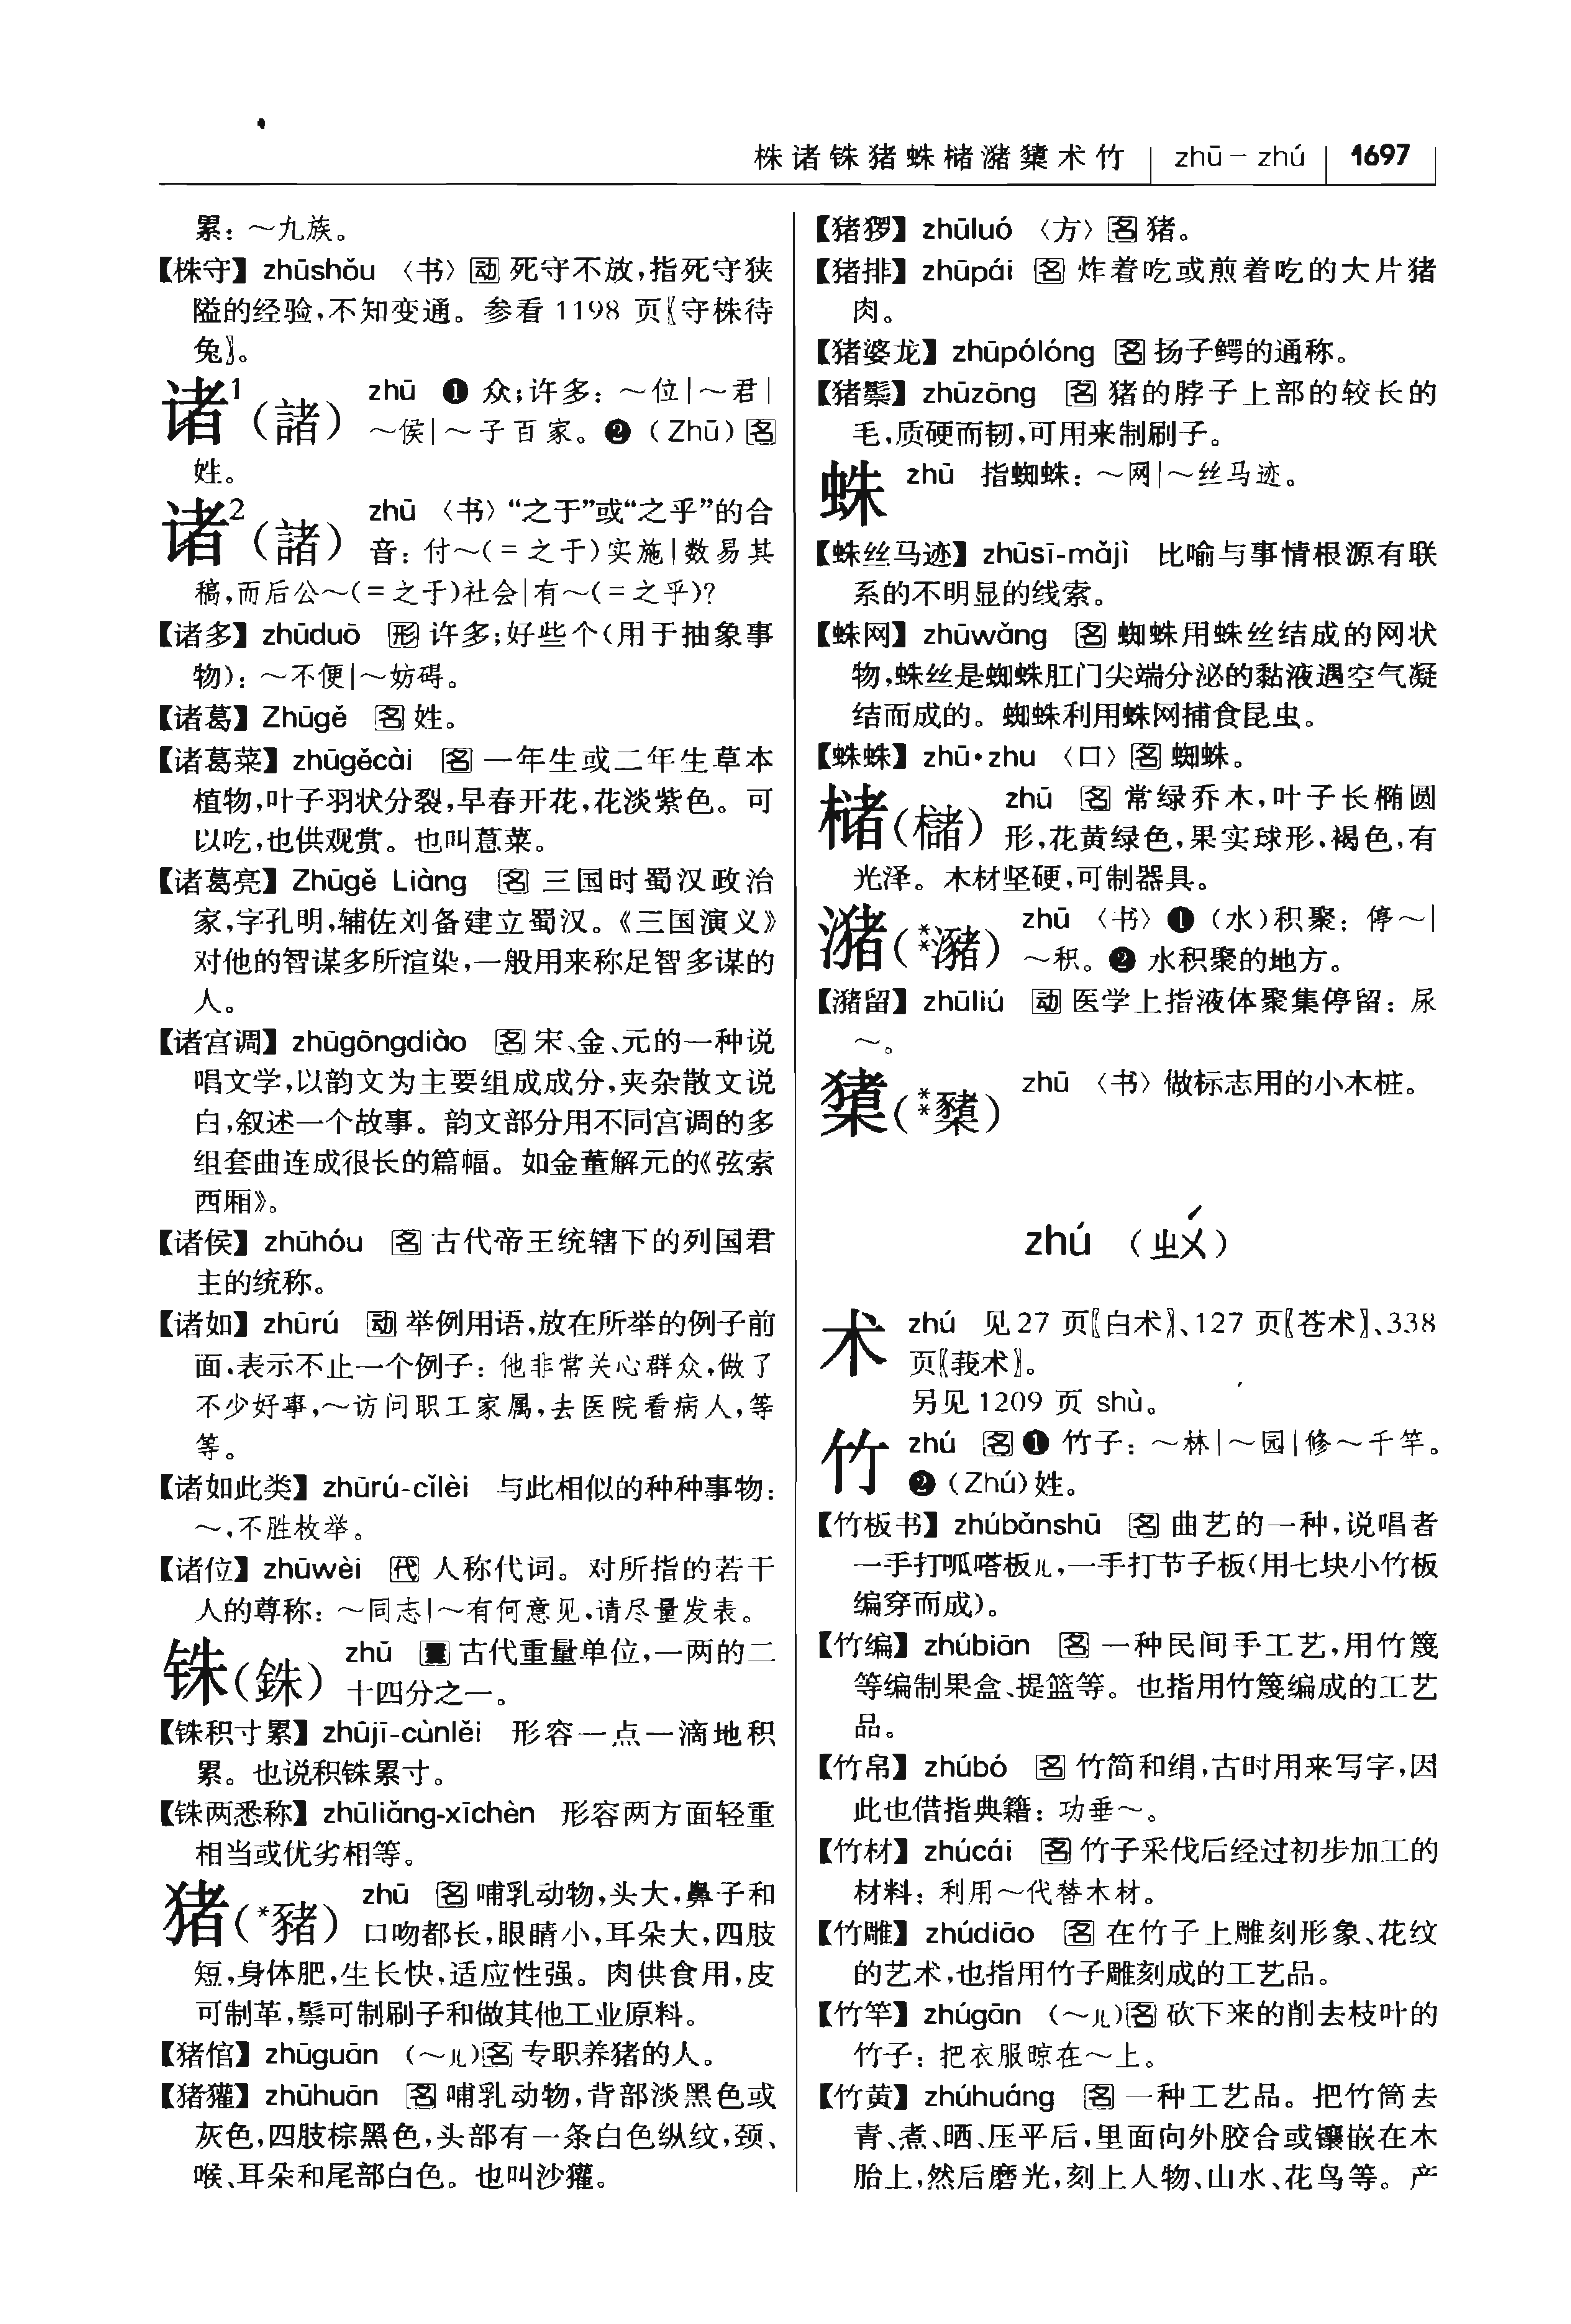 株诸铢猪蛛槠潴橥术竹 | zhū－zhú | 1697
累：～九族。
【株守】zhūshǒu 〈书〉[动] 死守不放,指死守狭
隘的经验,不知变通。参看 1198 页〖守株待
兔〗。
诸¹(諸) zhū ❶ 众;许多：～位|～君|
～侯|～子百家。❷（Zhū）[名]
姓。
诸²(諸) zhū 〈书〉“之于”或“之乎”的合
音：付～(=之于)实施|数易其
稿,而后公～(=之于)社会|有～(=之乎)?
【诸多】zhūduō [形] 许多;好些个(用于抽象事
物)：～不便|～妨碍。
【诸葛】Zhūgě [名] 姓。
【诸葛菜】zhūgěcài [名] 一年生或二年生草本
植物,叶子羽状分裂,早春开花,花淡紫色。可
以吃,也供观赏。也叫菖菜。
【诸葛亮】Zhūgě Liàng [名] 三国时蜀汉政治
家,字孔明,辅佐刘备建立蜀汉。《三国演义》
对他的智谋多所渲染,一般用来称足智多谋的
人。
【诸宫调】zhūgōngdiào [名] 宋、金、元的一种说
唱文学,以韵文为主要组成成分,夹杂散文说
白,叙述一个故事。韵文部分用不同宫调的多
组套曲连成很长的篇幅。如金董解元的《弦索
西厢》。
【诸侯】zhūhóu [名] 古代帝王统辖下的列国君
主的统称。
【诸如】zhūrú [动] 举例用语,放在所举的例子前
面,表示不止一个例子：他非常关心群众,做了
不少好事,～访问职工家属,去医院看病人,等
等。
【诸如此类】zhūrú-cǐlèi 与此相似的种种事物：
～,不胜枚举。
【诸位】zhūwèi [代] 人称代词。对所指的若干
人的尊称：～同志|～有何意见,请尽量发表。
铢(銖) zhū [量] 古代重量单位,一两的二
十四分之一。
【铢积寸累】zhūjī-cùnlěi 形容一点一滴地积
累。也说积铢累寸。
【铢两悉称】zhūliǎng-xīchèn 形容两方面轻重
相当或优劣相等。
猪(*豬) zhū [名] 哺乳动物,头大,鼻子和
口吻都长,眼睛小,耳朵大,四肢
短,身体肥,生长快,适应性强。肉供食用,皮
可制革,鬃可制刷子和做其他工业原料。
【猪倌】zhūguān (～儿)[名] 专职养猪的人。
【猪獾】zhūhuān [名] 哺乳动物,背部淡黑色或
灰色,四肢棕黑色,头部有一条白色纵纹,颈、
喉、耳朵和尾部白色。也叫沙獾。
【猪猡】zhūluó 〈方〉[名] 猪。
【猪排】zhūpái [名] 炸着吃或煎着吃的大片猪
肉。
【猪婆龙】zhūpólóng [名] 扬子鳄的通称。
【猪鬃】zhūzōng [名] 猪的脖子上部的较长的
毛,质硬而韧,可用来制刷子。
蛛 zhū 指蜘蛛：～网|～丝马迹。
【蛛丝马迹】zhūsī-mǎjì 比喻与事情根源有联
系的不明显的线索。
【蛛网】zhūwǎng [名] 蜘蛛用蛛丝结成的网状
物,蛛丝是蜘蛛肛门尖端分泌的黏液遇空气凝
结而成的。蜘蛛利用蛛网捕食昆虫。
【蛛蛛】zhū•zhu 〈口〉[名] 蜘蛛。
槠(櫧) zhū [名] 常绿乔木,叶子长椭圆
形,花黄绿色,果实球形,褐色,有
光泽。木材坚硬,可制器具。
潴(**瀦) zhū 〈书〉❶（水）积聚：停～|
～积。❷ 水积聚的地方。
【潴留】zhūliú [动] 医学上指液体聚集停留：尿
～。
橥(**櫫) zhū 〈书〉做标志用的小木桩。
zhú （ㄓㄨˊ）
术 zhú 见 27 页〖白术〗、127 页〖苍术〗、338
页〖莪术〗。
另见 1209 页 shù。
竹 zhú [名] ❶ 竹子：～林|～园|修～千竿。
❷（Zhú）姓。
【竹板书】zhúbǎnshū [名] 曲艺的一种,说唱者
一手打呱嗒板儿,一手打节子板(用七块小竹板
编穿而成)。
【竹编】zhúbiān [名] 一种民间手工艺,用竹篾
等编制果盒、提篮等。也指用竹篾编成的工艺
品。
【竹帛】zhúbó [名] 竹简和绢,古时用来写字,因
此也借指典籍：功垂～。
【竹材】zhúcái [名] 竹子采伐后经过初步加工的
材料：利用～代替木材。
【竹雕】zhúdiāo [名] 在竹子上雕刻形象、花纹
的艺术,也指用竹子雕刻成的工艺品。
【竹竿】zhúgān (～儿)[名] 砍下来的削去枝叶的
竹子：把衣服晾在～上。
【竹黄】zhúhuáng [名] 一种工艺品。把竹筒去
青、煮、晒、压平后,里面向外胶合或镶嵌在木
胎上,然后磨光,刻上人物、山水、花鸟等。产